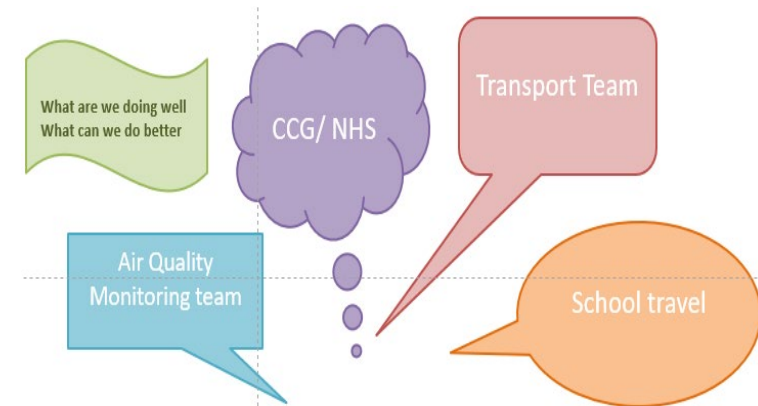 What are we doing well
What can we do better
CCG/ NHS
Transport Team
Air Quality
Monitoring team
School travel